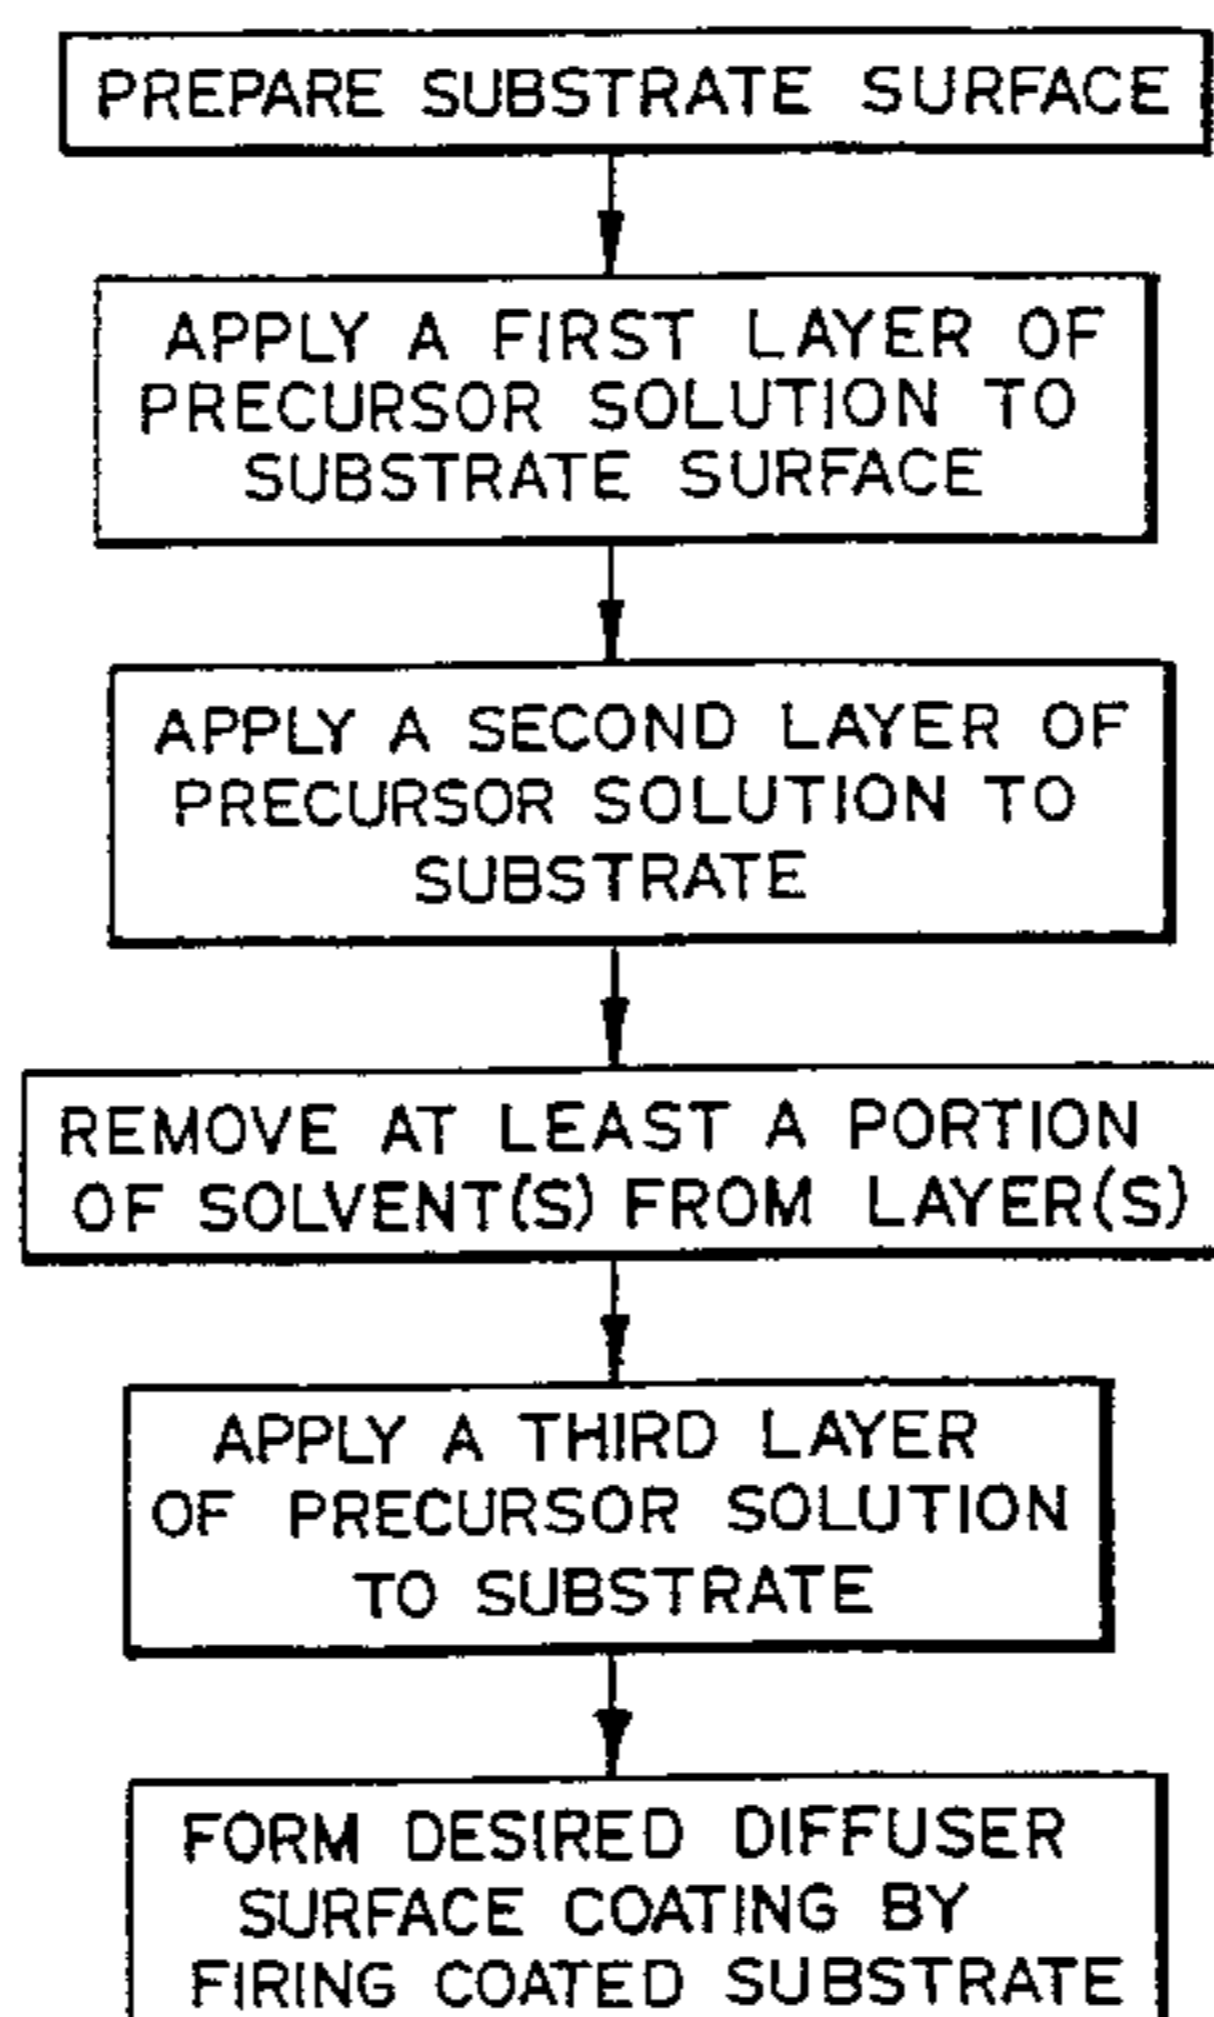 PREPARE SUBSTRATE SURFACE
APPLY A FIRST LAYER OF
PRECURSOR SOLUTION TO
SUBSTRATE SURFACE
APPLY A SECOND LAYER OF
PRECURSOR SOLUTION TO
SUBSTRATE
REMOVE AT LEAST A PORTION
OF SOLVENT(S) FROM LAYER(S)
APPLY A THIRD LAYER
OF PRECURSOR SOLUTION
TO SUBSTRATE
FORM DESIRED DIFFUSER
SURFACE COATING BY
FIRING COATED SUBSTRATE